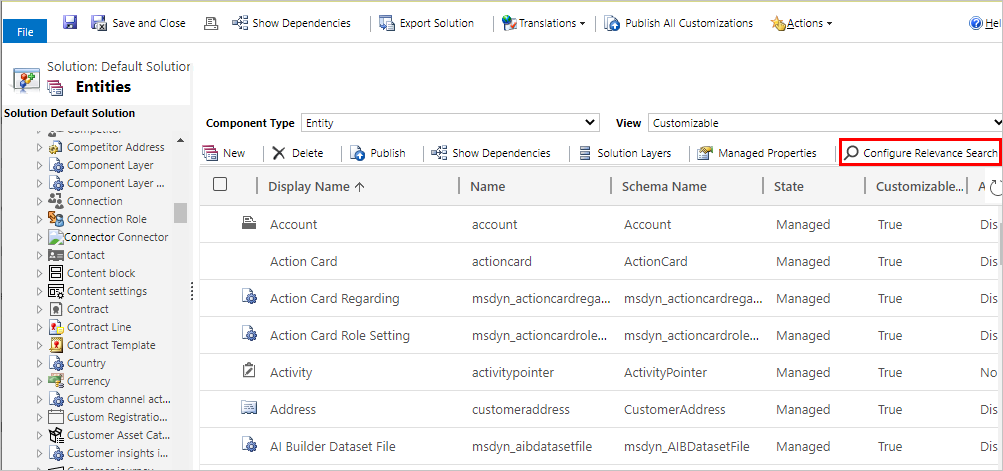 File
Save and Close
Show Dependencies
Export Solution
Translations
Publish All Customizations
Actions
Hel
Solution: Default Solution
Entities
Solution Default Solution
Competitor
Competitor Address
Component Layer
Component Layer ...
Connection
Connection Role
Connector Connector
Contact
Content block
Content settings
Contract
Contract Line
Contract Template
Country
Currency
Custom channel act...
Custom Registratio...
Customer Asset Cat...
Customer insights i...
Customer journey
Component Type Entity View Customizable
New Delete Publish Show Dependencies Solution Layers Managed Properties Configure Relevance Search
Display Name ↑ Name Schema Name State Customizable... A
Account account Account Managed True Dis
Action Card actioncard ActionCard Managed True Dis
Action Card Regarding msdyn_actioncardrega... msdyn_actioncardrega... Managed True Dis
Action Card Role Setting msdyn_actioncardrole... msdyn_actioncardrole... Managed True Dis
Activity activitypointer ActivityPointer Managed True No
Address customeraddress CustomerAddress Managed True Dis
AI Builder Dataset File msdyn_aibdatasetfile msdyn_AIBDatasetFile Managed True Dis